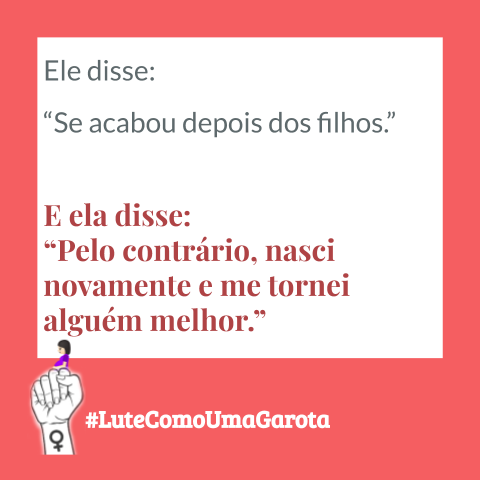 Ele disse:
“Se acabou depois dos filhos.”
E ela disse:
“Pelo contrário, nasci
novamente e me tornei
alguém melhor.”
#LuteComoUmaGarota